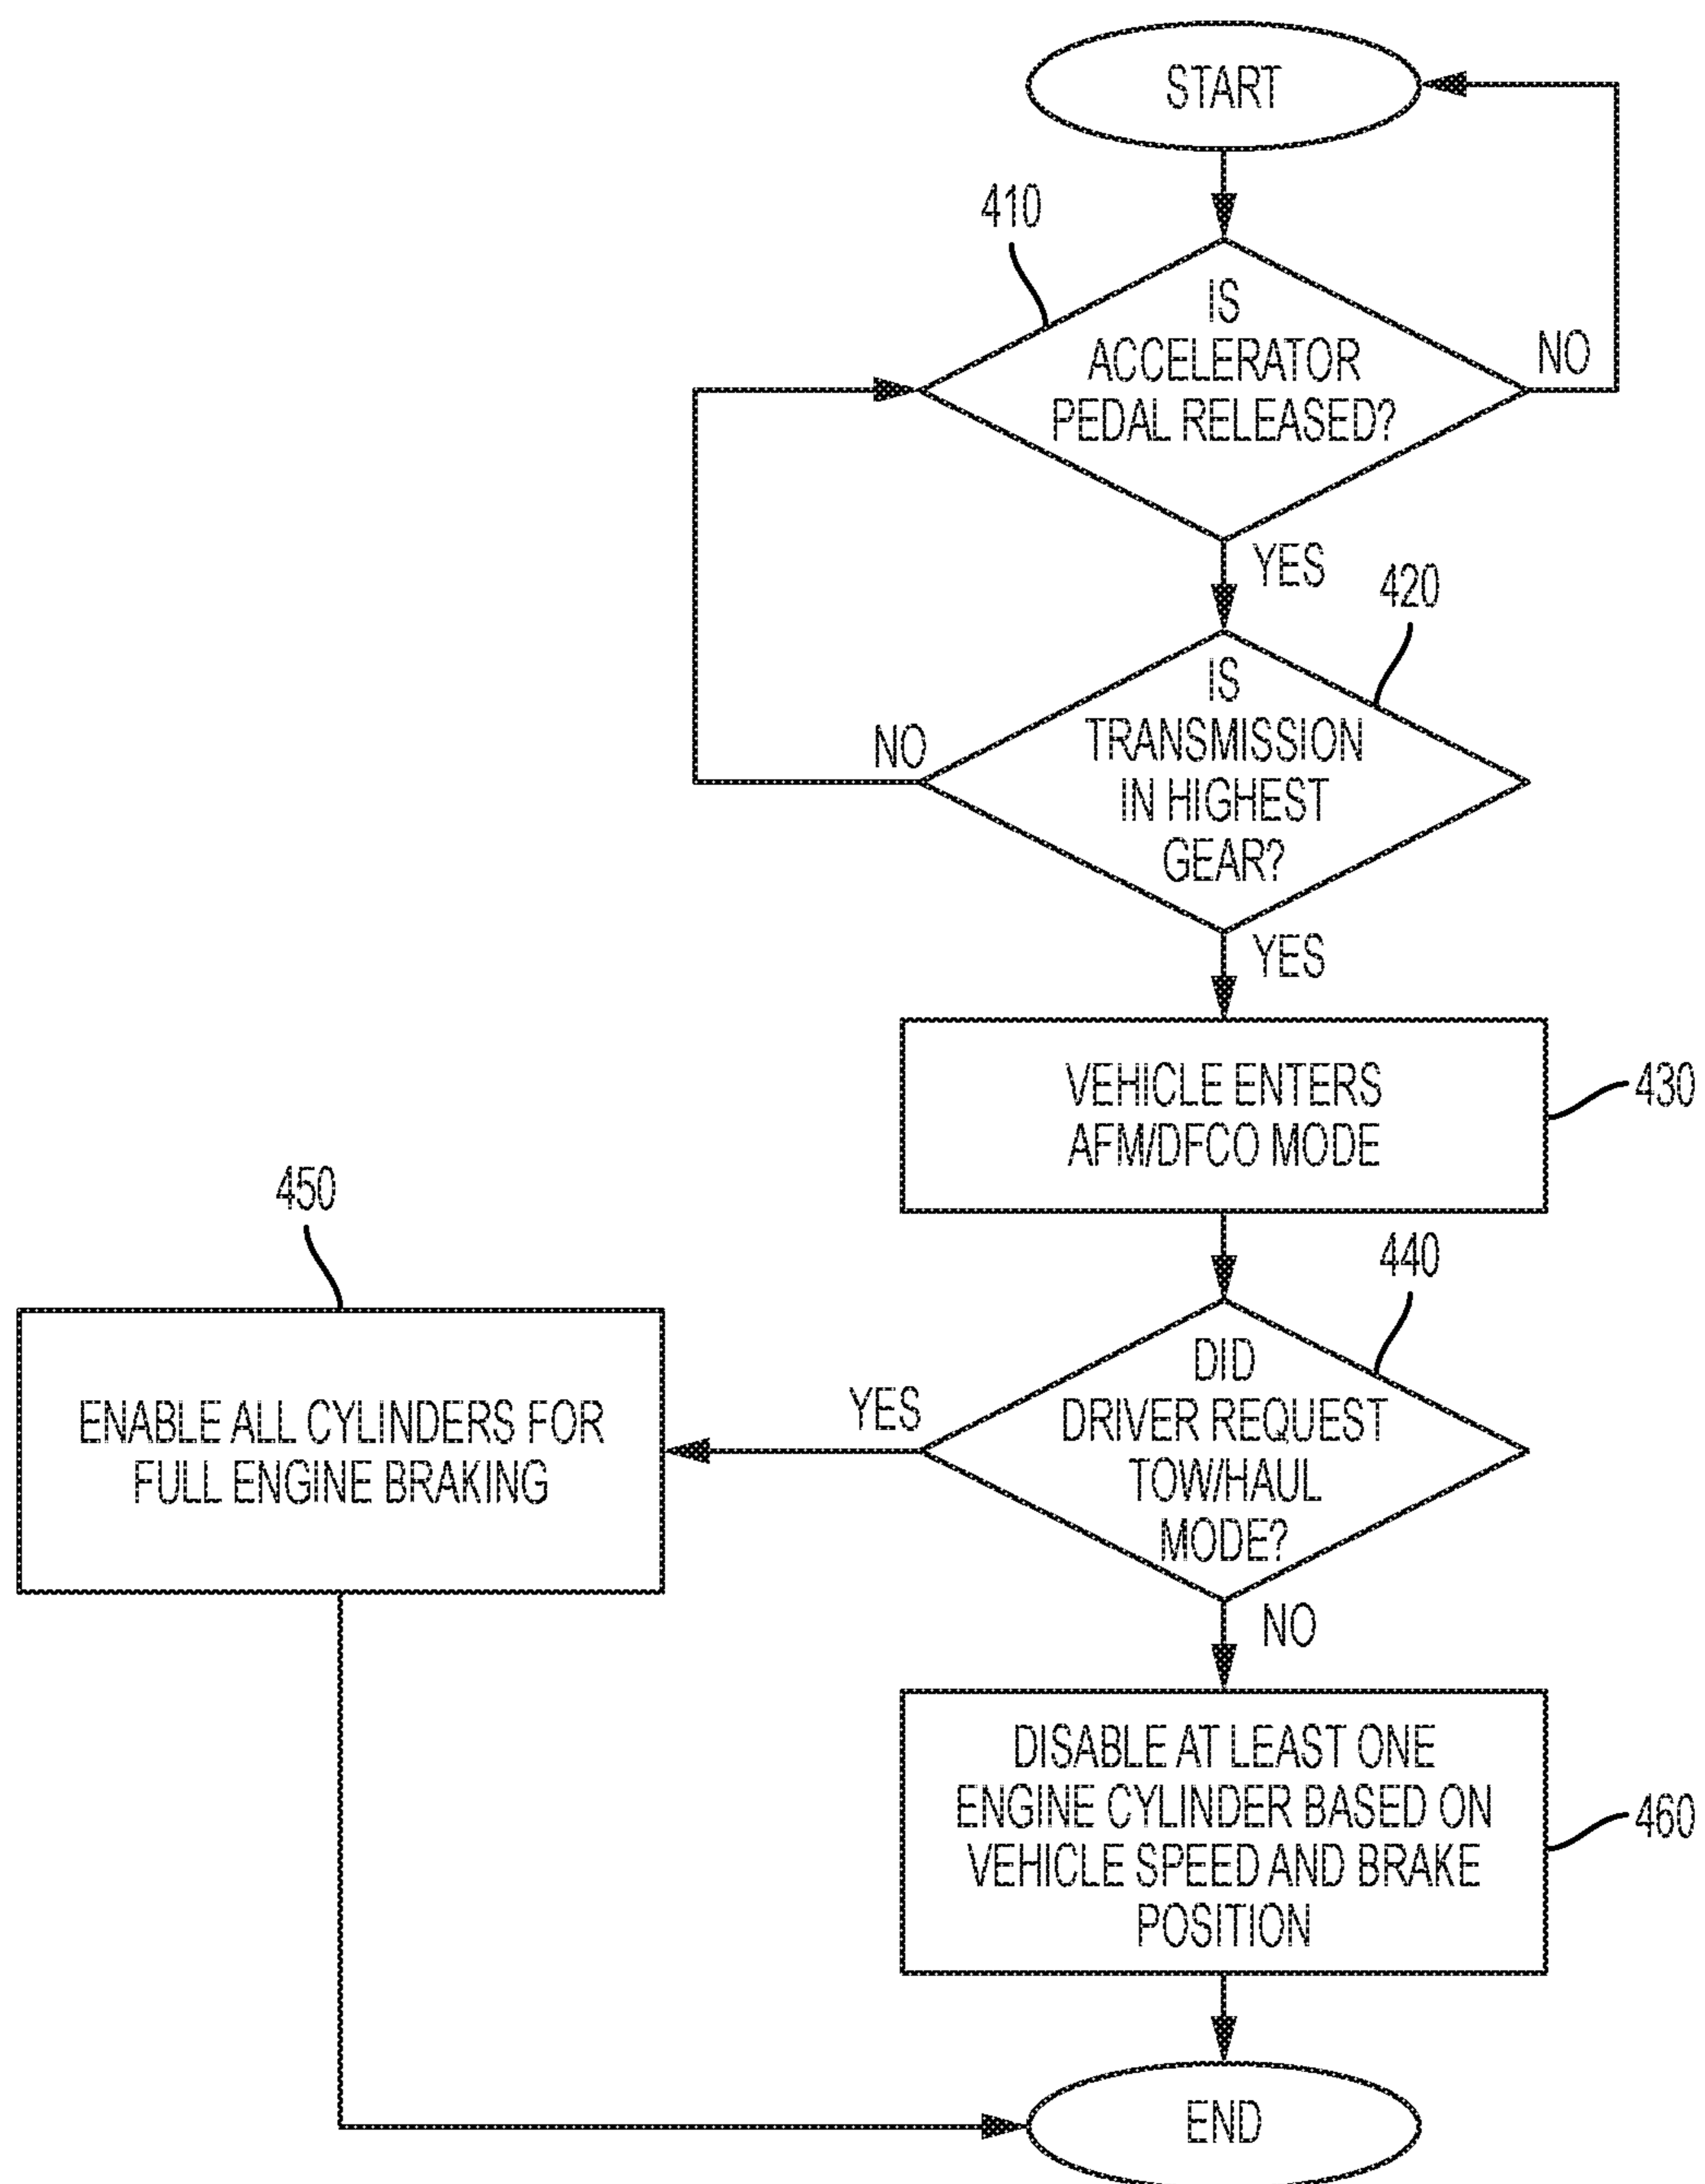 START
410
IS
ACCELERATOR
PEDAL RELEASED?
NO
YES
420
IS
TRANSMISSION
IN HIGHEST
GEAR?
NO
YES
VEHICLE ENTERS
AFM/DFCO MODE
430
440
DID
DRIVER REQUEST
TOW/HAUL
MODE?
YES
450
ENABLE ALL CYLINDERS FOR
FULL ENGINE BRAKING
NO
DISABLE AT LEAST ONE
ENGINE CYLINDER BASED ON
VEHICLE SPEED AND BRAKE
POSITION
460
END